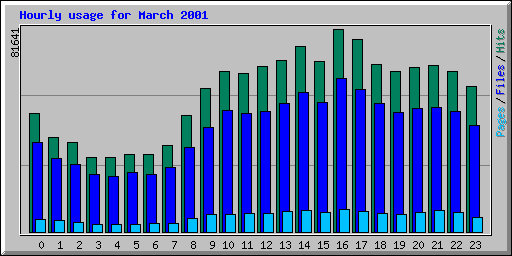 Hourly usage for March 2001
81641
Pages/Files/Hits
0 1 2 3 4 5 6 7 8 9 10 11 12 13 14 15 16 17 18 19 20 21 22 23